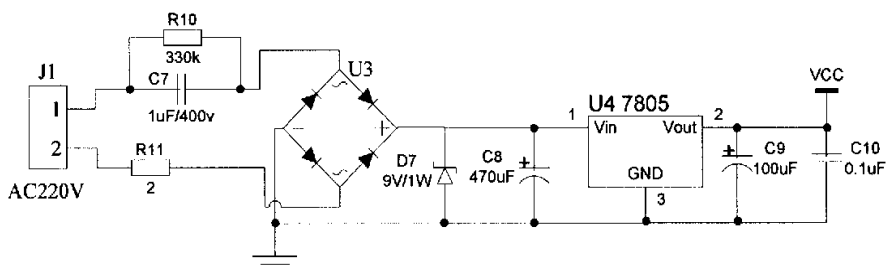 R10
330k
J1
C7
U3
1uF/400v
1
2
R11
2
AC220V
~
~
-
+
D7
9V/1W
C8
+
470uF
U4 7805
1
Vin
Vout
2
GND
3
VCC
C9
+
100uF
C10
0.1uF